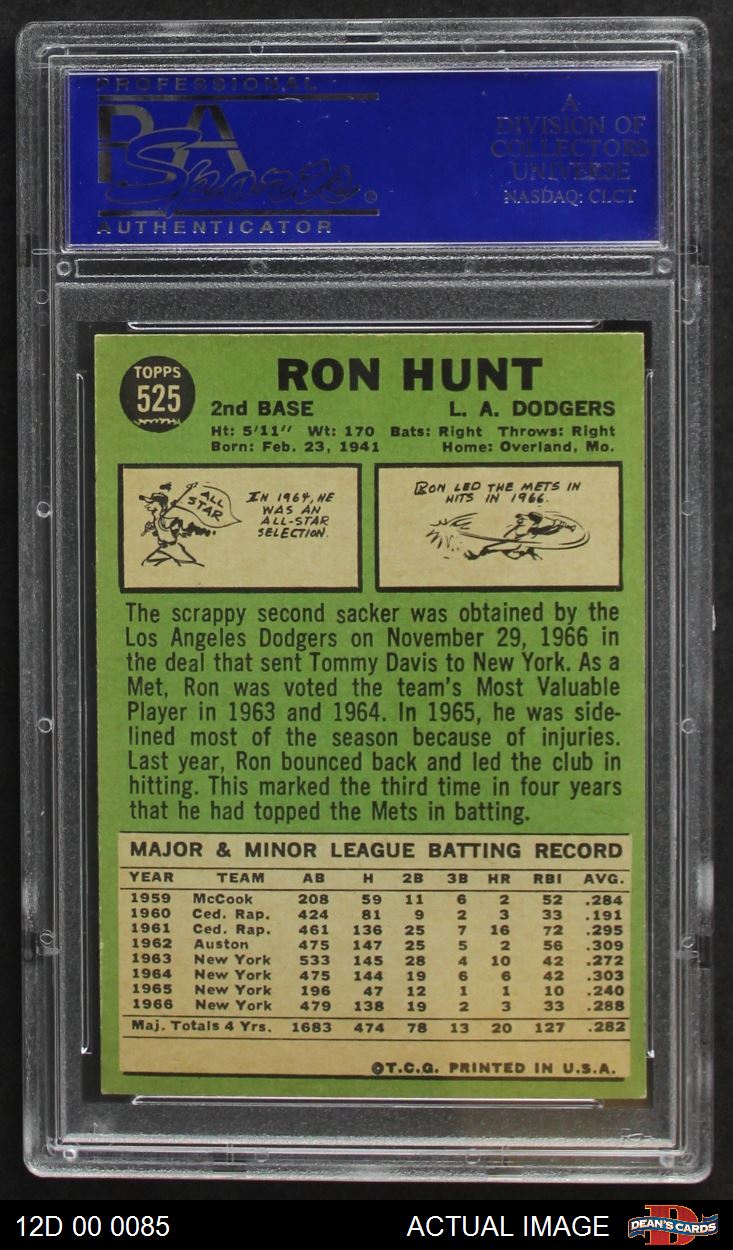 PROFESSIONAL
PSA
Sports®
AUTHENTICATOR
A
DIVISION OF
COLLECTORS
UNIVERSE
NASDAQ: CLCT
TOPPS
525
RON HUNT
2nd BASE L. A. DODGERS
Ht: 5'11" Wt: 170 Bats: Right Throws: Right
Born: Feb. 23, 1941 Home: Overland, Mo.
ALL
STAR
IN 1964, HE
WAS AN
ALL-STAR
SELECTION.
RON LED THE METS IN
HITS IN 1966.
The scrappy second sacker was obtained by the
Los Angeles Dodgers on November 29, 1966 in
the deal that sent Tommy Davis to New York. As a
Met, Ron was voted the team's Most Valuable
Player in 1963 and 1964. In 1965, he was side-
lined most of the season because of injuries.
Last year, Ron bounced back and led the club in
hitting. This marked the third time in four years
that he had topped the Mets in batting.
MAJOR & MINOR LEAGUE BATTING RECORD
YEAR TEAM AB H 2B 3B HR RBI AVG.
1959 McCook 208 59 11 6 2 52 .284
1960 Ced. Rap. 424 81 9 2 3 33 .191
1961 Ced. Rap. 461 136 25 7 16 72 .295
1962 Auston 475 147 25 5 2 56 .309
1963 New York 533 145 28 4 10 42 .272
1964 New York 475 144 19 6 6 42 .303
1965 New York 196 47 12 1 1 10 .240
1966 New York 479 138 19 2 3 33 .288
Maj. Totals 4 Yrs. 1683 474 78 13 20 127 .282
©T.C.G. PRINTED IN U.S.A.
12D 00 0085 ACTUAL IMAGE DEAN'S CARDS